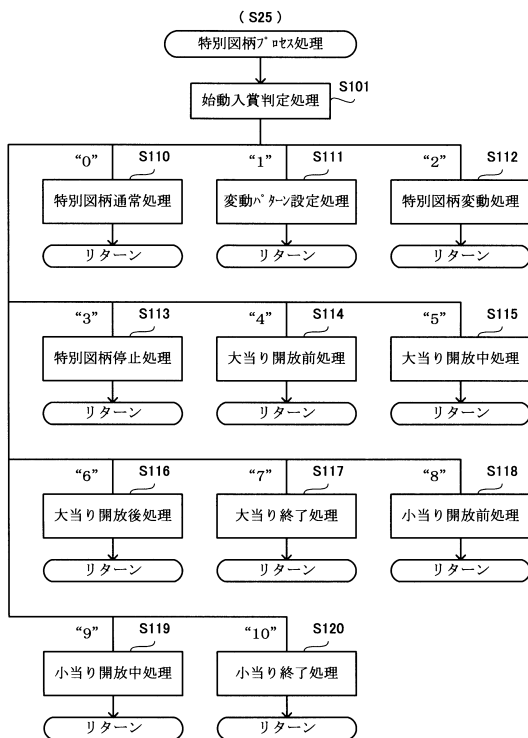 (S25)
特別図柄ﾌﾟﾛｾｽ処理
S101
始動入賞判定処理
“0” S110 “1” S111 “2” S112
特別図柄通常処理 変動ﾊﾟﾀｰﾝ設定処理 特別図柄変動処理
リターン リターン リターン
“3” S113 “4” S114 “5” S115
特別図柄停止処理 大当り開放前処理 大当り開放中処理
リターン リターン リターン
“6” S116 “7” S117 “8” S118
大当り開放後処理 大当り終了処理 小当り開放前処理
リターン リターン リターン
“9” S119 “10” S120
小当り開放中処理 小当り終了処理
リターン リターン